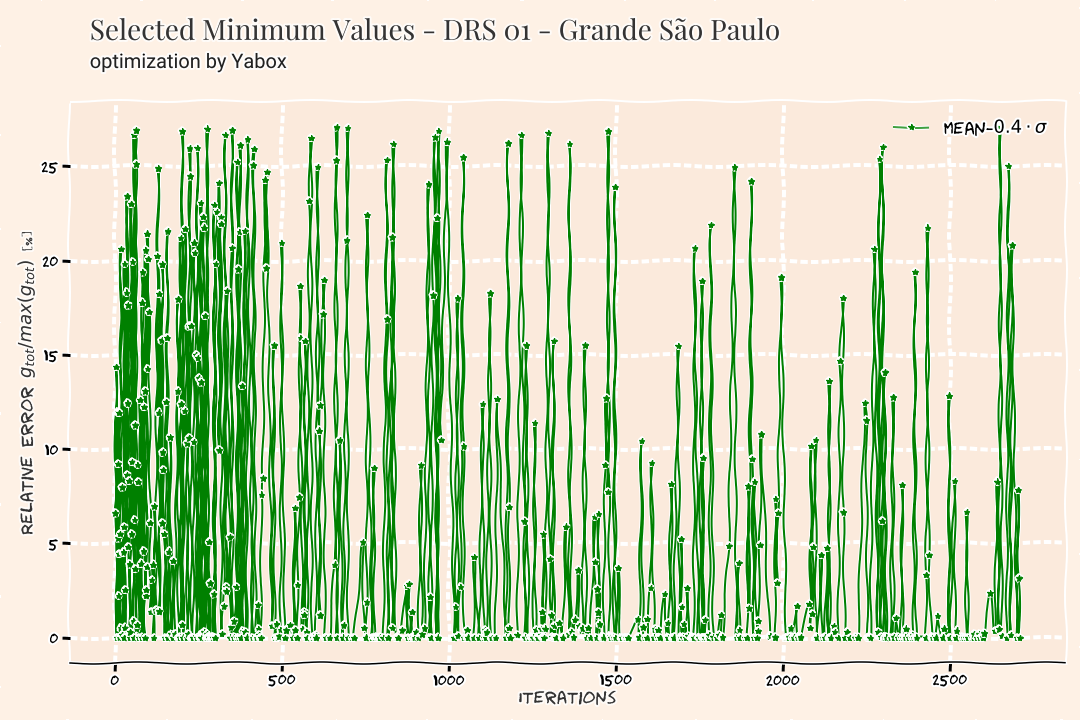 Selected Minimum Values - DRS 01 - Grande São Paulo
optimization by Yabox
MEAN-0.4·σ
25
20
15
10
5
0
RELATIVE ERROR g_tot/max(g_tot) [%]
0 500 1000 1500 2000 2500
ITERATIONS